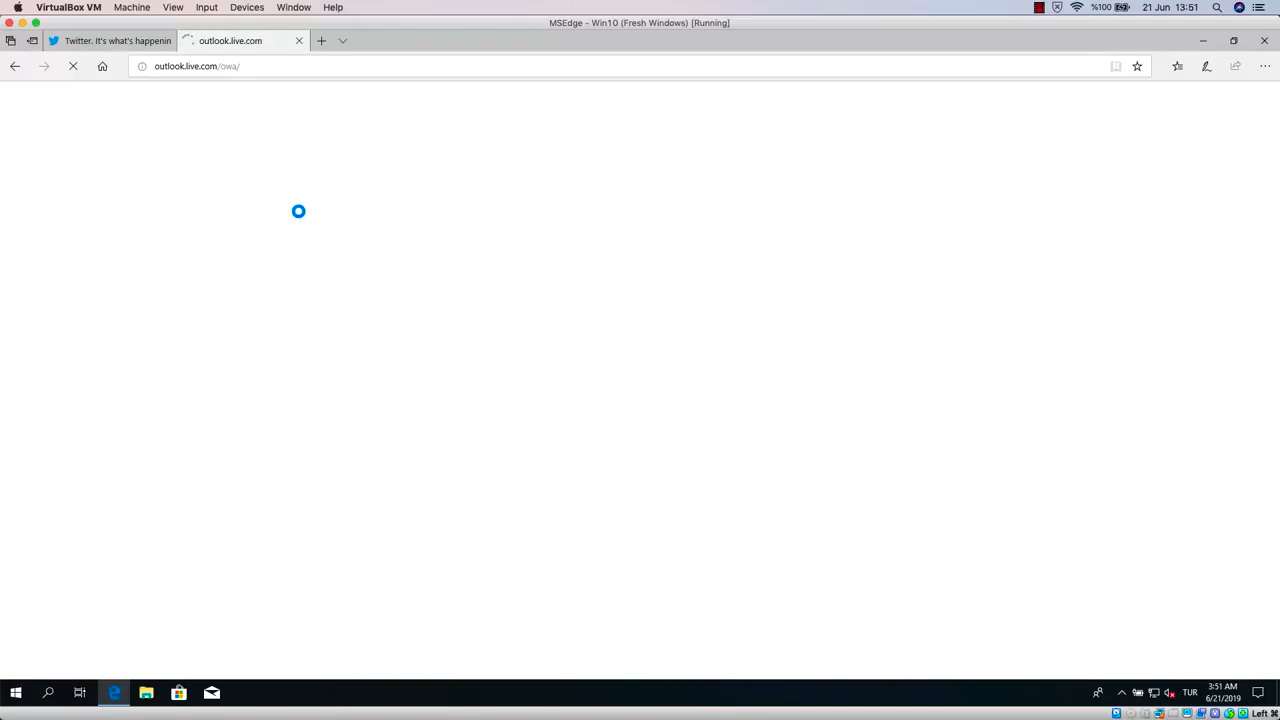 VirtualBox VM Machine View Input Devices Window Help %100 21 Jun 13:51
MSEdge - Win10 (Fresh Windows) [Running]
Twitter. It's what's happenin outlook.live.com
outlook.live.com/owa/
TUR 3:51 AM
6/21/2019
Left ⌘